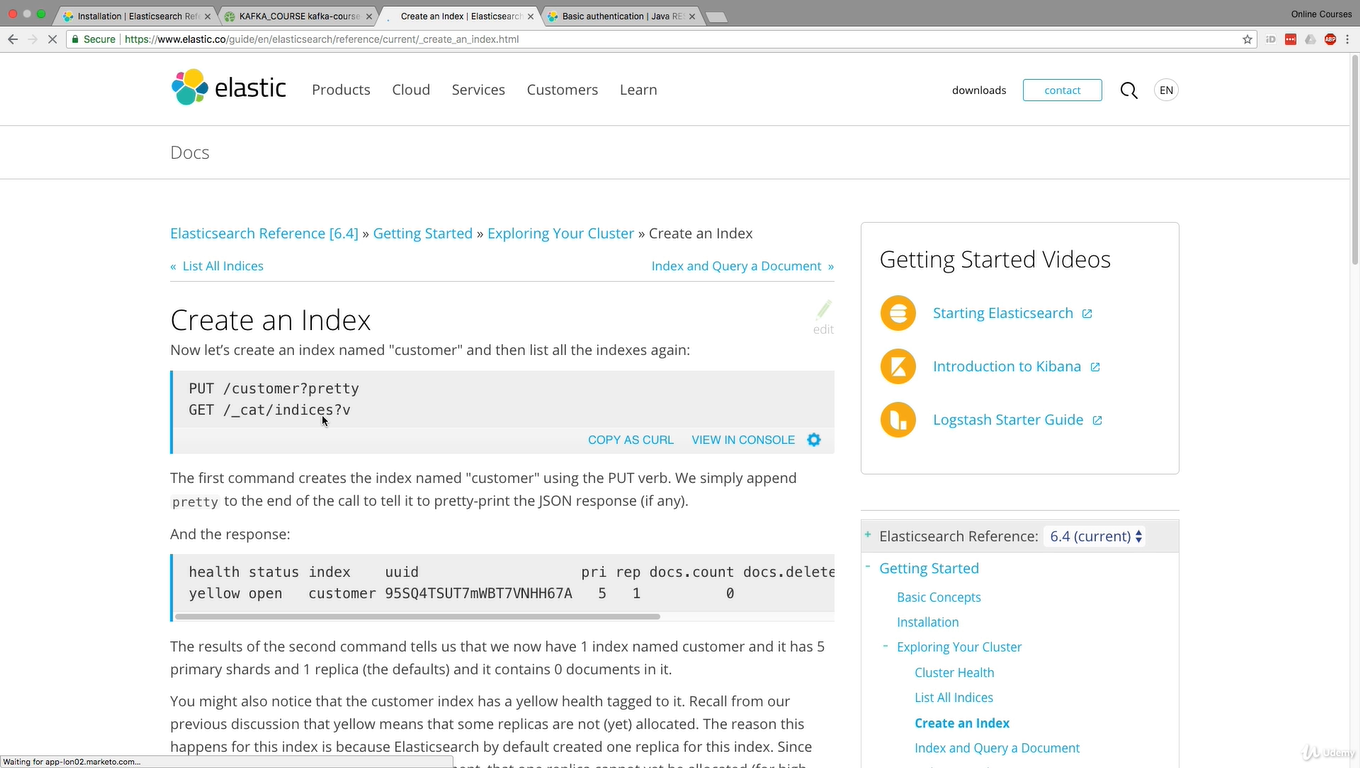 Installation | Elasticsearch Refe
KAFKA_COURSE kafka-course
Create an Index | Elasticsearch
Basic authentication | Java RE
Online Courses
Secure | https://www.elastic.co/guide/en/elasticsearch/reference/current/_create_an_index.html
elastic
Products Cloud Services Customers Learn
downloads contact EN
Docs
Elasticsearch Reference [6.4] » Getting Started » Exploring Your Cluster » Create an Index
« List All Indices
Index and Query a Document »
Create an Index
edit
Now let's create an index named "customer" and then list all the indexes again:
PUT /customer?pretty
GET /_cat/indices?v
COPY AS CURL VIEW IN CONSOLE
The first command creates the index named "customer" using the PUT verb. We simply append
pretty to the end of the call to tell it to pretty-print the JSON response (if any).
And the response:
health status index uuid pri rep docs.count docs.delete
yellow open customer 95SQ4TSUT7mWBT7VNHH67A 5 1 0
The results of the second command tells us that we now have 1 index named customer and it has 5
primary shards and 1 replica (the defaults) and it contains 0 documents in it.
You might also notice that the customer index has a yellow health tagged to it. Recall from our
previous discussion that yellow means that some replicas are not (yet) allocated. The reason this
happens for this index is because Elasticsearch by default created one replica for this index. Since
that one replica cannot yet be allocated (for high
Getting Started Videos
Starting Elasticsearch
Introduction to Kibana
Logstash Starter Guide
+ Elasticsearch Reference: 6.4 (current)
- Getting Started
Basic Concepts
Installation
- Exploring Your Cluster
Cluster Health
List All Indices
Create an Index
Index and Query a Document
Waiting for app-lon02.marketo.com...
Udemy